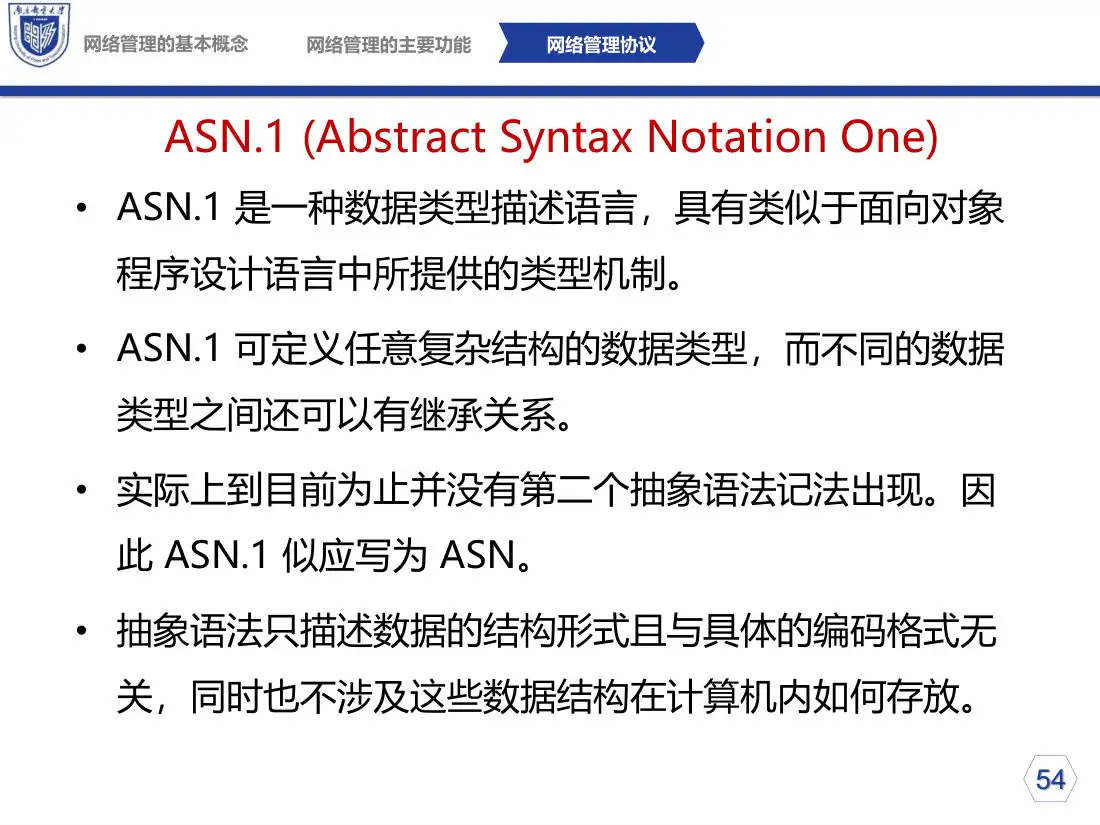 网络管理的基本概念
网络管理的主要功能
网络管理协议
ASN.1 (Abstract Syntax Notation One)
• ASN.1 是一种数据类型描述语言，具有类似于面向对象
程序设计语言中所提供的类型机制。
• ASN.1 可定义任意复杂结构的数据类型，而不同的数据
类型之间还可以有继承关系。
• 实际上到目前为止并没有第二个抽象语法记法出现。因
此 ASN.1 似应写为 ASN。
• 抽象语法只描述数据的结构形式且与具体的编码格式无
关，同时也不涉及这些数据结构在计算机内如何存放。
54